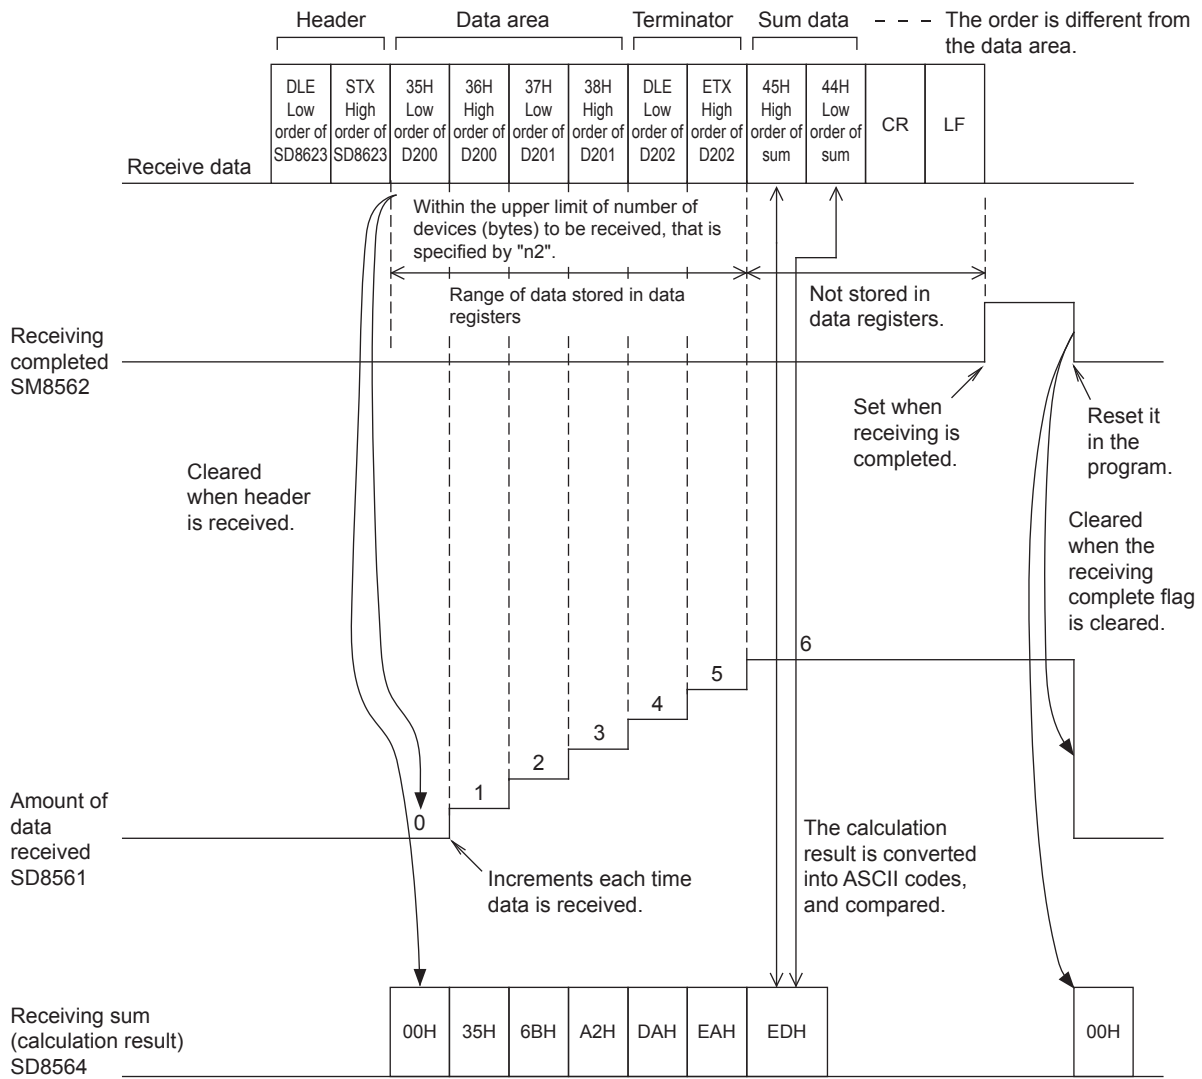 Header Data area Terminator Sum data The order is different from
the data area.
DLE Low order of SD8623
STX High order of SD8623
35H Low order of D200
36H High order of D200
37H Low order of D201
38H High order of D201
DLE Low order of D202
ETX High order of D202
45H High order of sum
44H Low order of sum
CR
LF
Receive data
Within the upper limit of number of
devices (bytes) to be received, that is
specified by "n2".
Range of data stored in data
registers
Not stored in
data registers.
Receiving
completed
SM8562
Set when
receiving is
completed.
Reset it
in the
program.
Cleared
when header
is received.
Cleared
when the
receiving
complete flag
is cleared.
6
5
4
3
2
1
0
Amount of
data
received
SD8561
Increments each time
data is received.
The calculation
result is converted
into ASCII codes,
and compared.
Receiving sum
(calculation result)
SD8564
00H 35H 6BH A2H DAH EAH EDH 00H